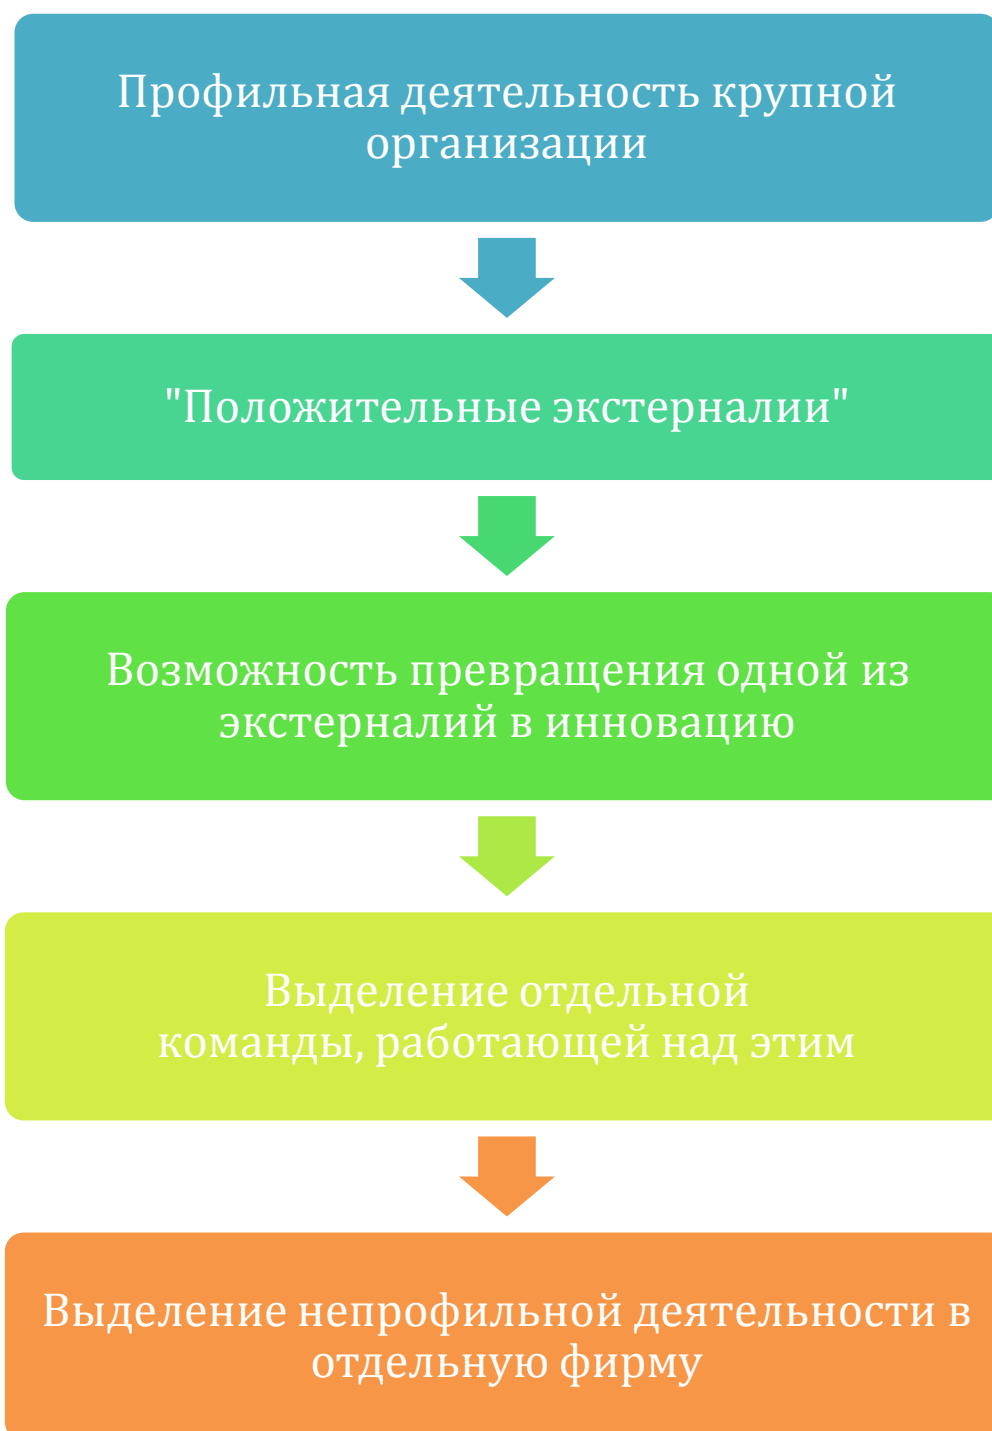 Профильная деятельность крупной
организации
"Положительные экстерналии"
Возможность превращения одной из
экстерналий в инновацию
Выделение отдельной
команды, работающей над этим
Выделение непрофильной деятельности в
отдельную фирму